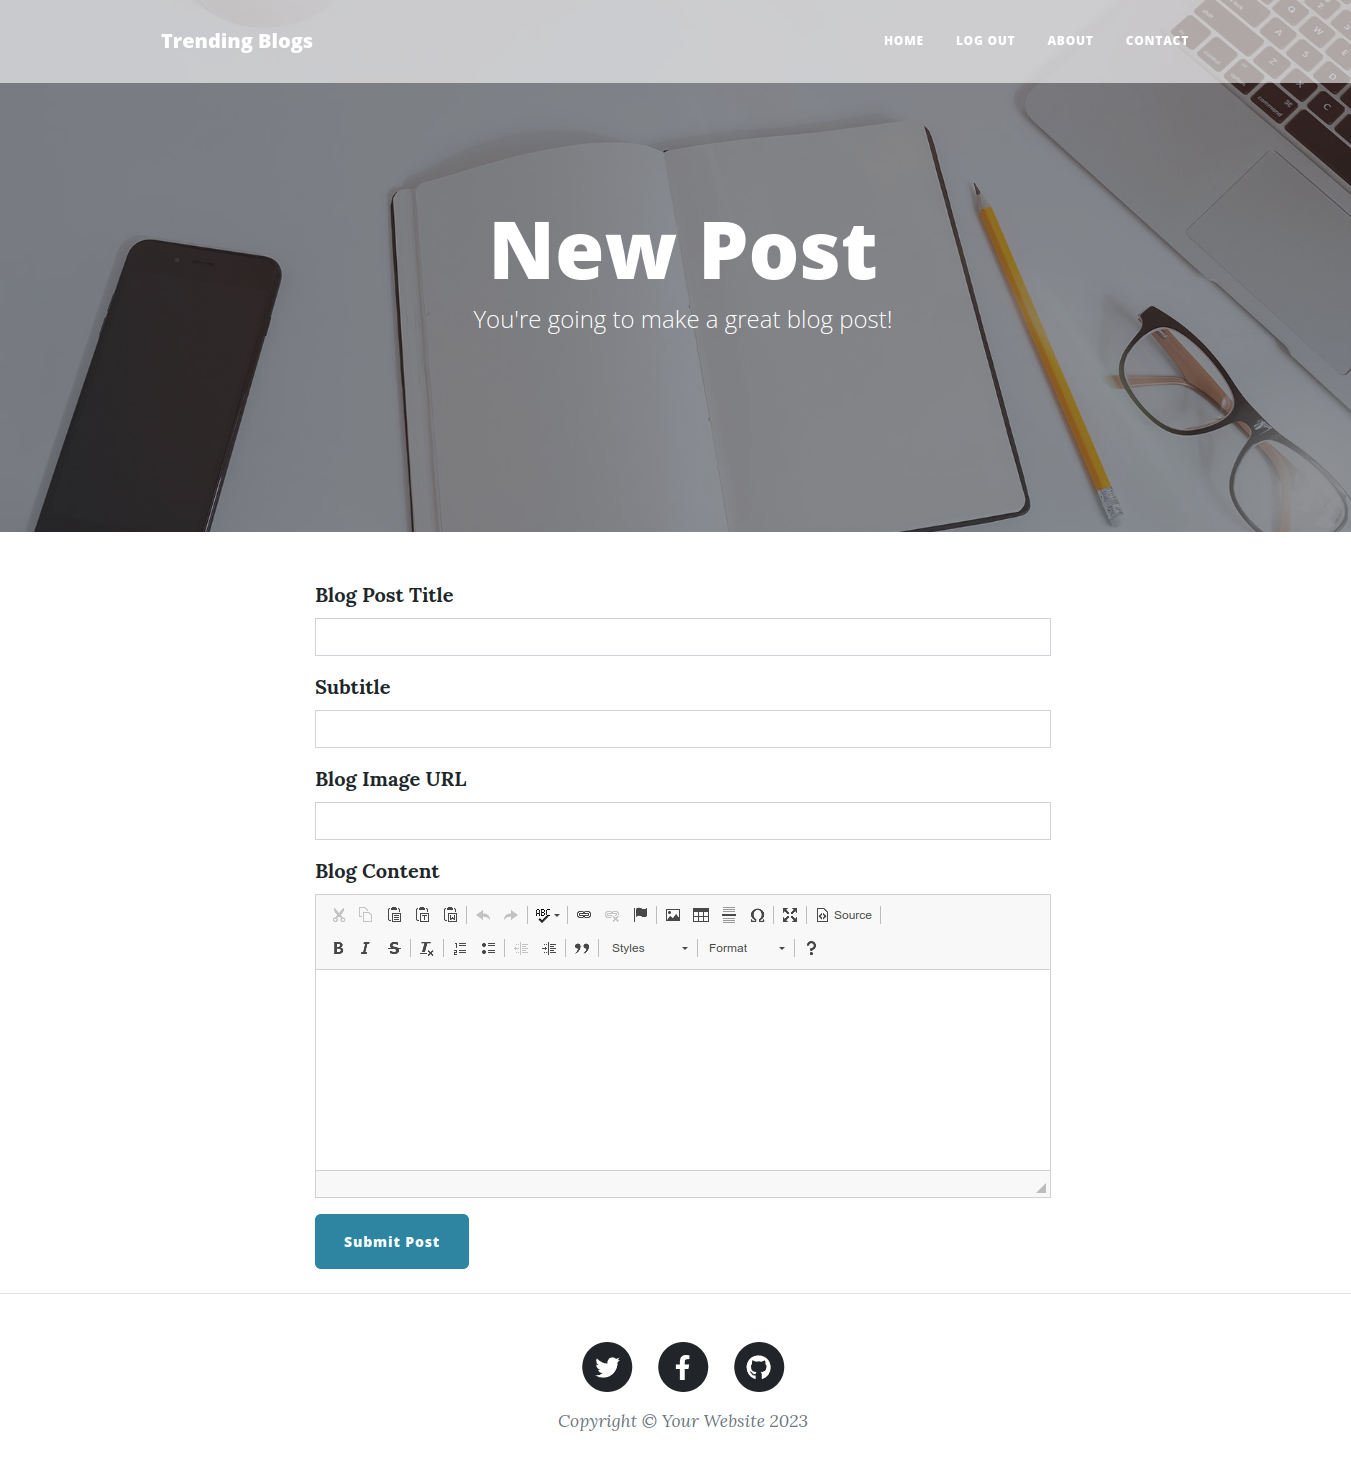 Trending Blogs
HOME LOG OUT ABOUT CONTACT
New Post
You're going to make a great blog post!
Blog Post Title
Subtitle
Blog Image URL
Blog Content
Source
Styles Format
Submit Post
Copyright © Your Website 2023